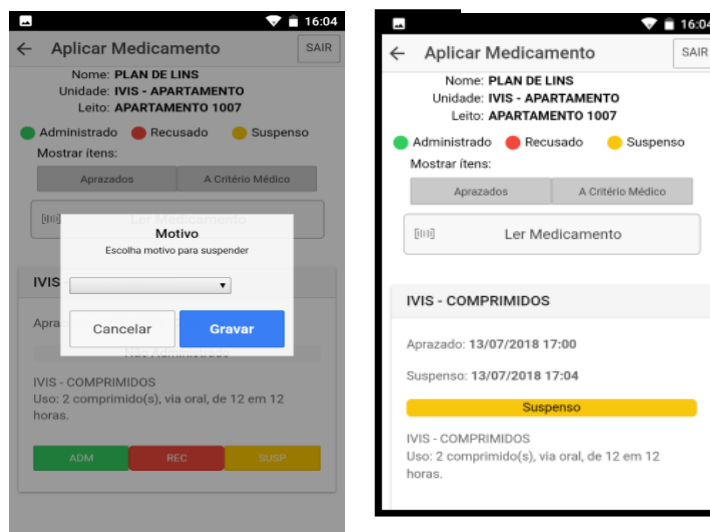 16:04
Aplicar Medicamento SAIR
Nome: PLAN DE LINS
Unidade: IVIS - APARTAMENTO
Leito: APARTAMENTO 1007
Administrado Recusado Suspenso
Mostrar ítens:
Aprazados A Critério Médico
Ler Medicamento
Motivo
Escolha motivo para suspender
IVIS
Cancelar Gravar
Não Administrado
IVIS - COMPRIMIDOS
Uso: 2 comprimido(s), via oral, de 12 em 12
horas.
ADM REC SUSP
16:04
Aplicar Medicamento SAIR
Nome: PLAN DE LINS
Unidade: IVIS - APARTAMENTO
Leito: APARTAMENTO 1007
Administrado Recusado Suspenso
Mostrar ítens:
Aprazados A Critério Médico
Ler Medicamento
IVIS - COMPRIMIDOS
Aprazado: 13/07/2018 17:00
Suspenso: 13/07/2018 17:04
Suspenso
IVIS - COMPRIMIDOS
Uso: 2 comprimido(s), via oral, de 12 em 12
horas.